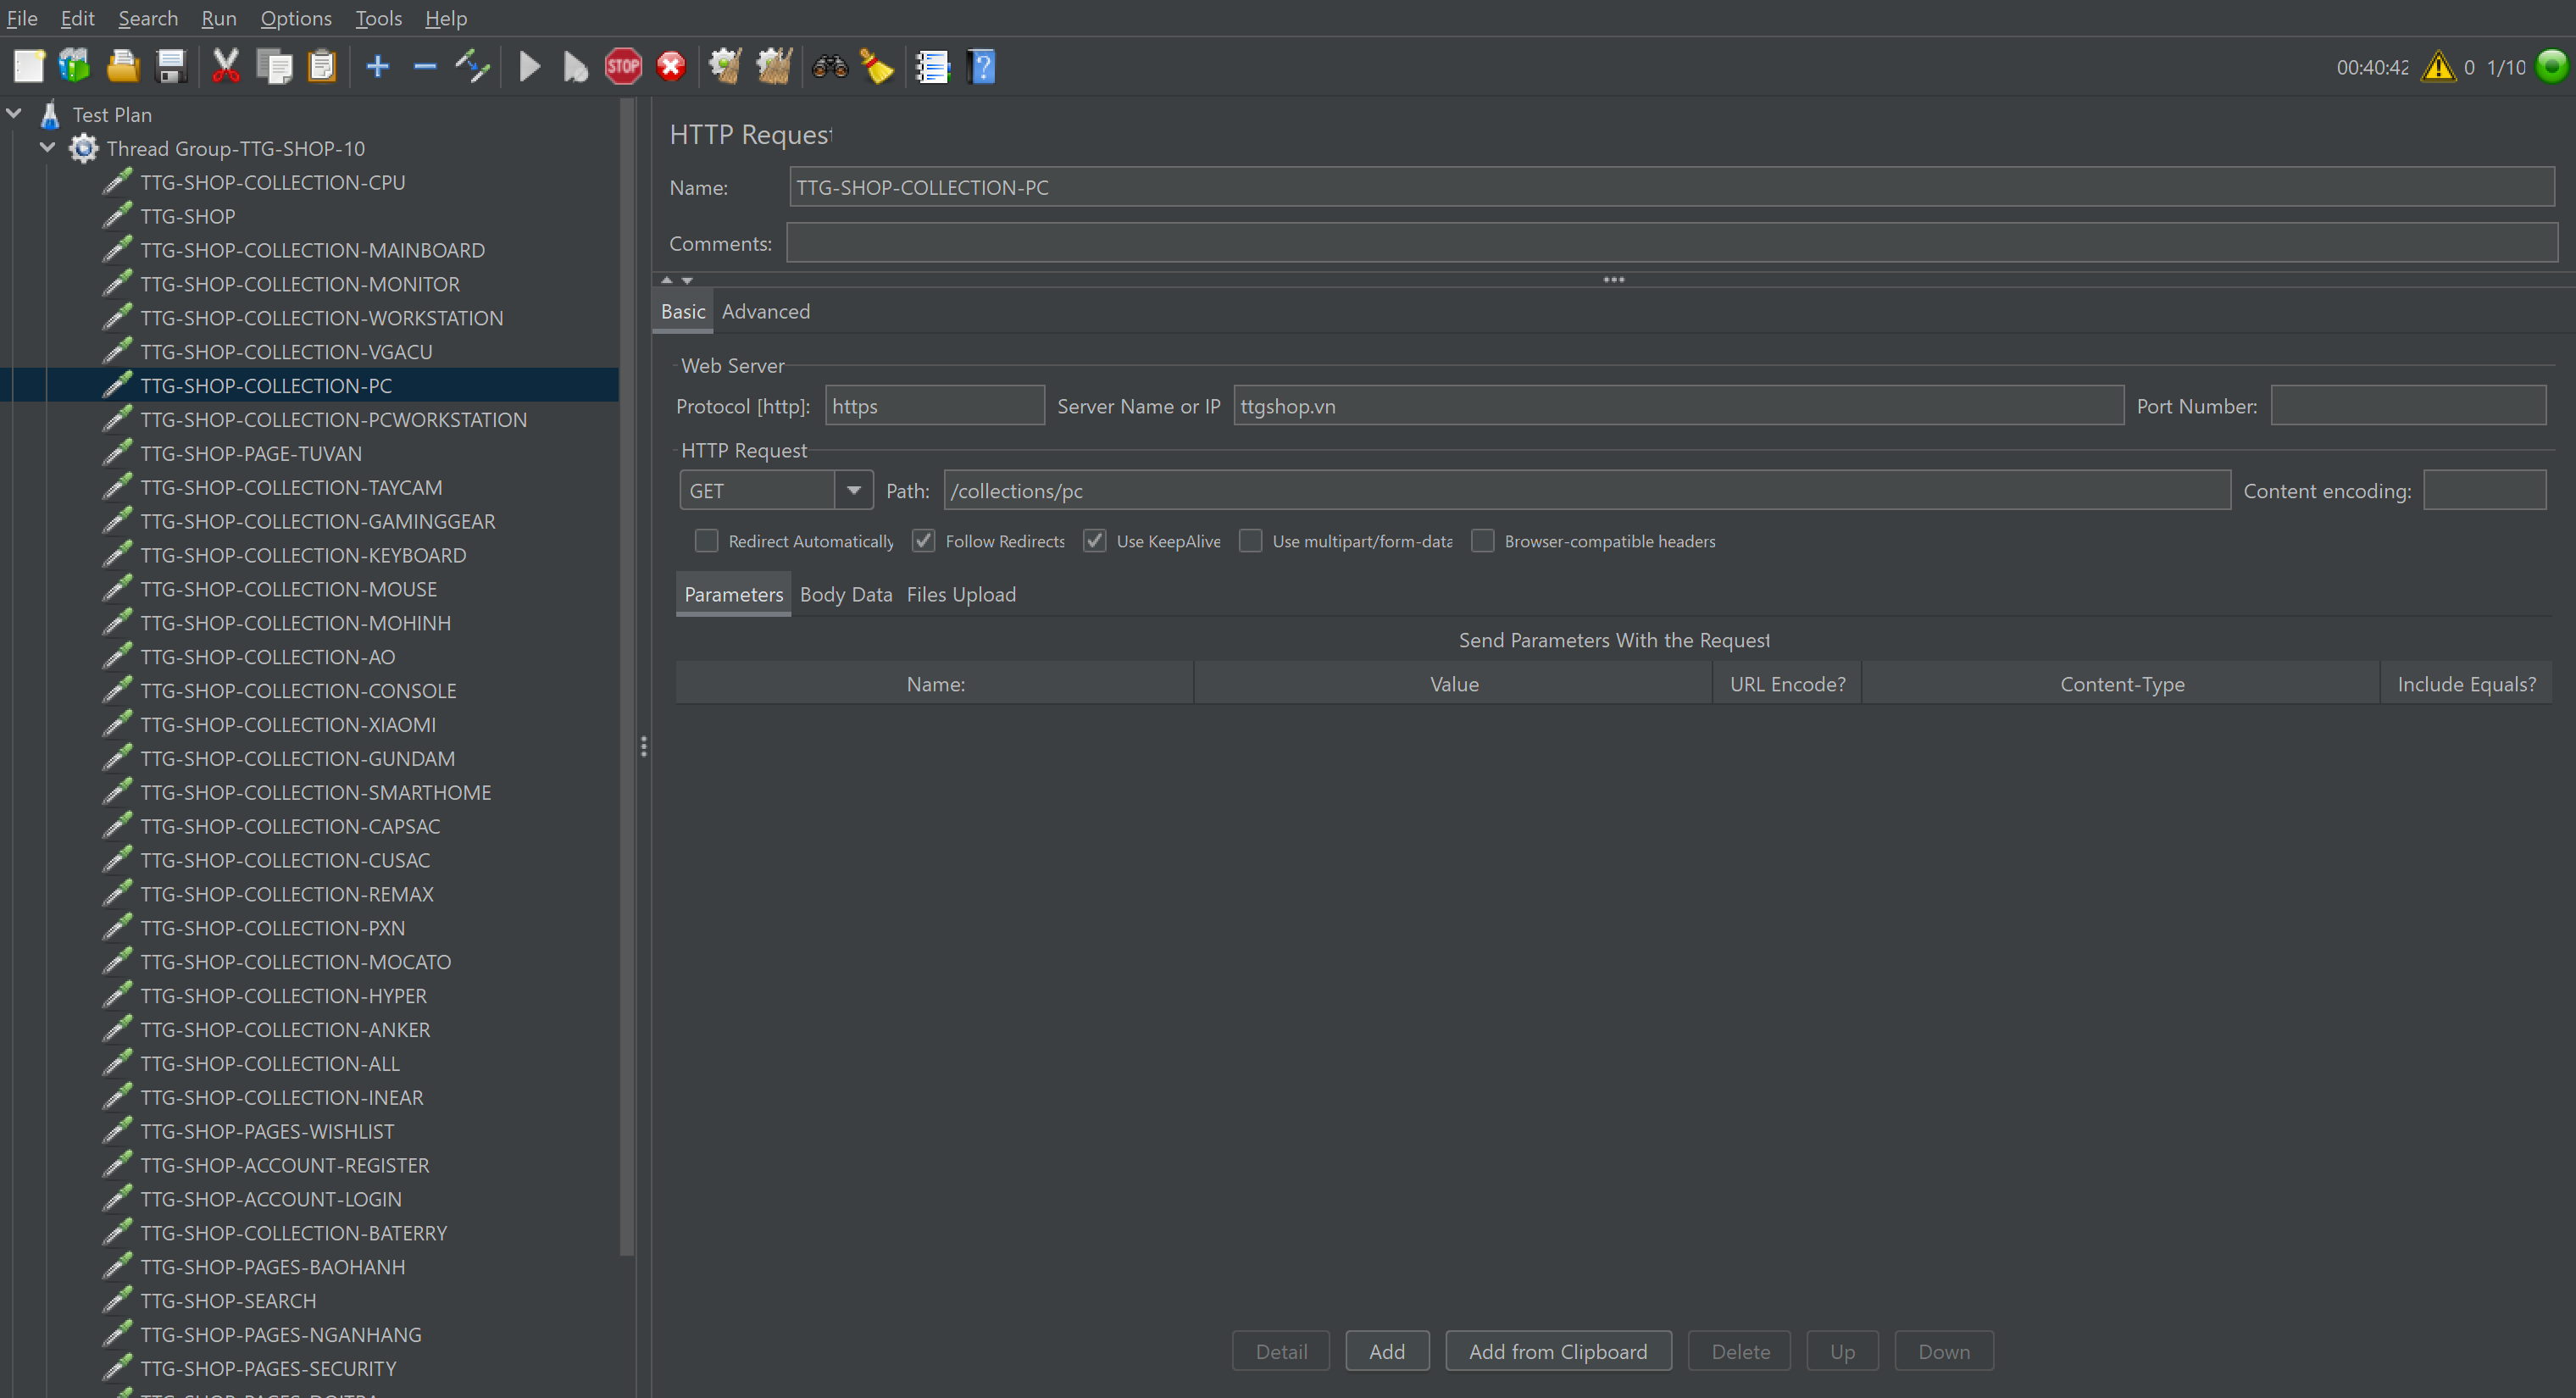 File Edit Search Run Options Tools Help
STOP
00:40:42 0 1/10
Test Plan
Thread Group-TTG-SHOP-10
TTG-SHOP-COLLECTION-CPU
TTG-SHOP
TTG-SHOP-COLLECTION-MAINBOARD
TTG-SHOP-COLLECTION-MONITOR
TTG-SHOP-COLLECTION-WORKSTATION
TTG-SHOP-COLLECTION-VGACU
TTG-SHOP-COLLECTION-PC
TTG-SHOP-COLLECTION-PCWORKSTATION
TTG-SHOP-PAGE-TUVAN
TTG-SHOP-COLLECTION-TAYCAM
TTG-SHOP-COLLECTION-GAMINGGEAR
TTG-SHOP-COLLECTION-KEYBOARD
TTG-SHOP-COLLECTION-MOUSE
TTG-SHOP-COLLECTION-MOHINH
TTG-SHOP-COLLECTION-AO
TTG-SHOP-COLLECTION-CONSOLE
TTG-SHOP-COLLECTION-XIAOMI
TTG-SHOP-COLLECTION-GUNDAM
TTG-SHOP-COLLECTION-SMARTHOME
TTG-SHOP-COLLECTION-CAPSAC
TTG-SHOP-COLLECTION-CUSAC
TTG-SHOP-COLLECTION-REMAX
TTG-SHOP-COLLECTION-PXN
TTG-SHOP-COLLECTION-MOCATO
TTG-SHOP-COLLECTION-HYPER
TTG-SHOP-COLLECTION-ANKER
TTG-SHOP-COLLECTION-ALL
TTG-SHOP-COLLECTION-INEAR
TTG-SHOP-PAGES-WISHLIST
TTG-SHOP-ACCOUNT-REGISTER
TTG-SHOP-ACCOUNT-LOGIN
TTG-SHOP-COLLECTION-BATERRY
TTG-SHOP-PAGES-BAOHANH
TTG-SHOP-SEARCH
TTG-SHOP-PAGES-NGANHANG
TTG-SHOP-PAGES-SECURITY
HTTP Request
Name: TTG-SHOP-COLLECTION-PC
Comments:
Basic Advanced
Web Server
Protocol [http]: https Server Name or IP ttgshop.vn Port Number:
HTTP Request
GET Path: /collections/pc Content encoding:
Redirect Automatically Follow Redirects Use KeepAlive Use multipart/form-data Browser-compatible headers
Parameters Body Data Files Upload
Send Parameters With the Request
Name: Value URL Encode? Content-Type Include Equals?
Detail Add Add from Clipboard Delete Up Down